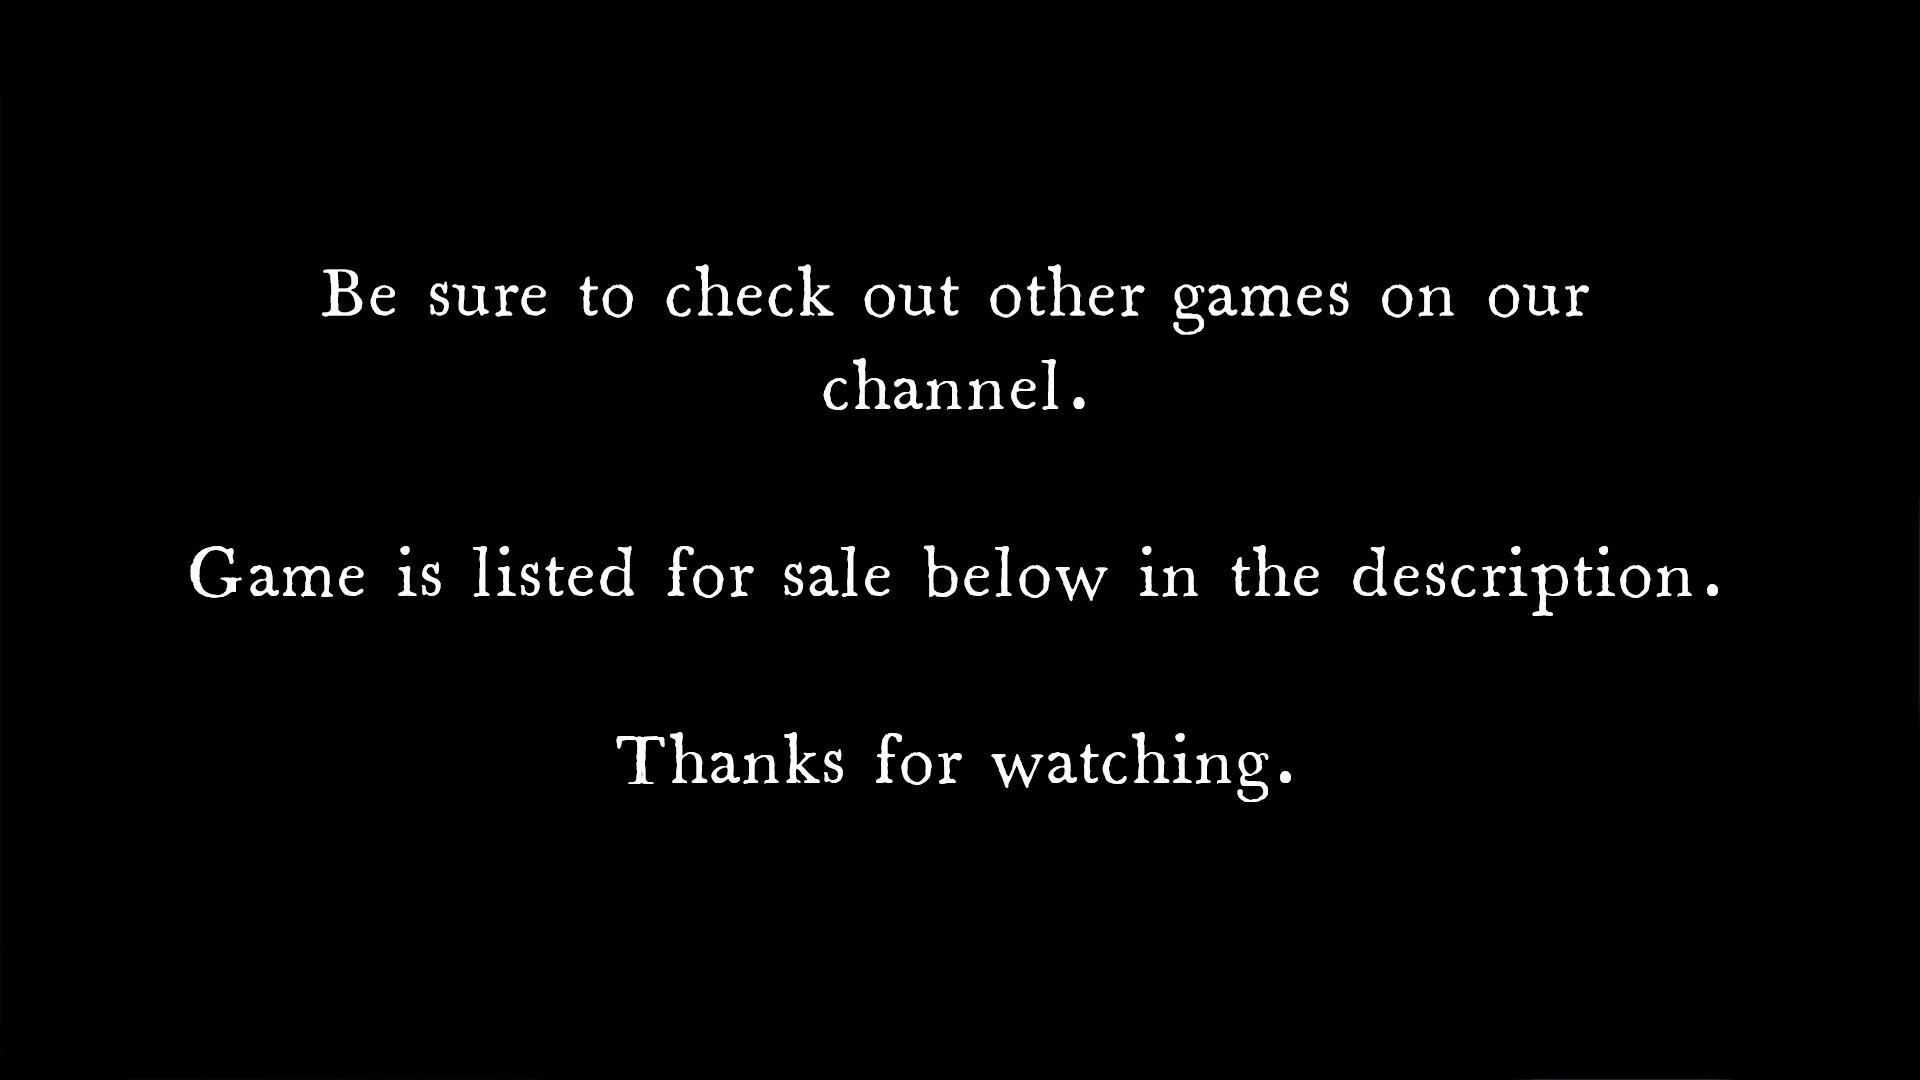 Be sure to check out other games on our
channel.
Game is listed for sale below in the description.
Thanks for watching.